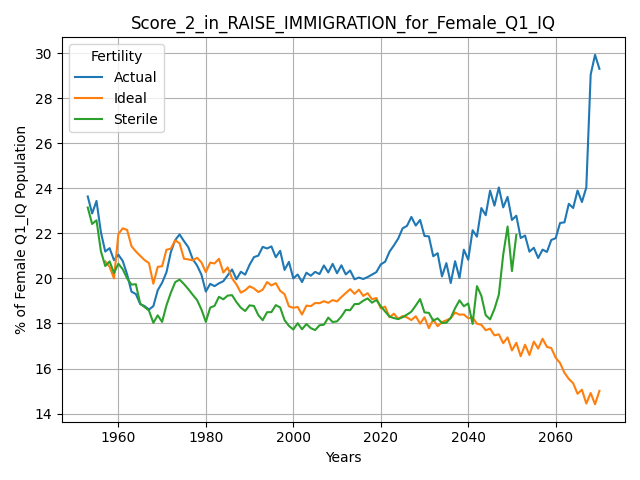 Score_2_in_RAISE_IMMIGRATION_for_Female_Q1_IQ
Fertility
Actual
Ideal
Sterile
% of Female Q1_IQ Population
30
28
26
24
22
20
18
16
14
1960
1980
2000
2020
2040
2060
Years